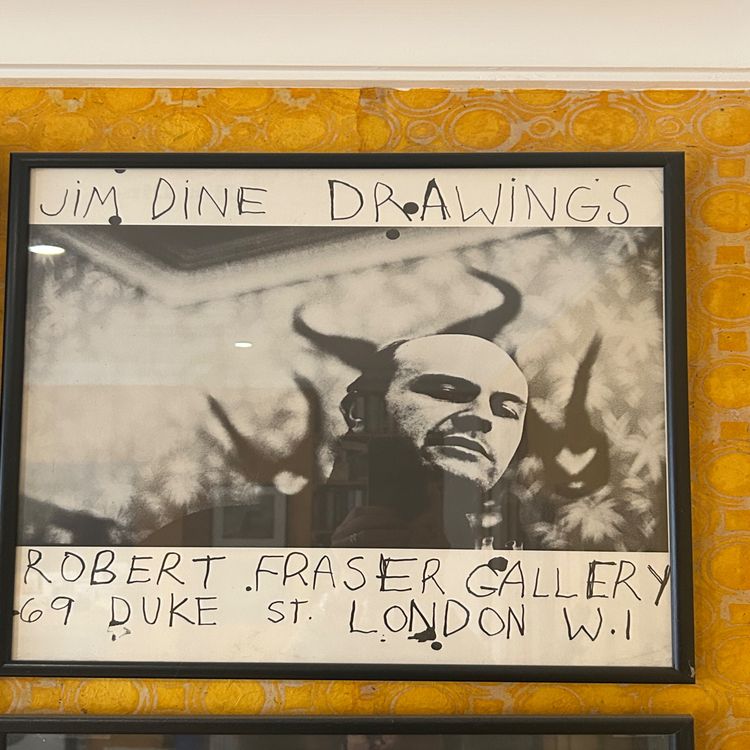 JiM DiNE DRAWiNGS
ROBERT FRASER GALLERY
69 DUKE ST. LONDON W.1